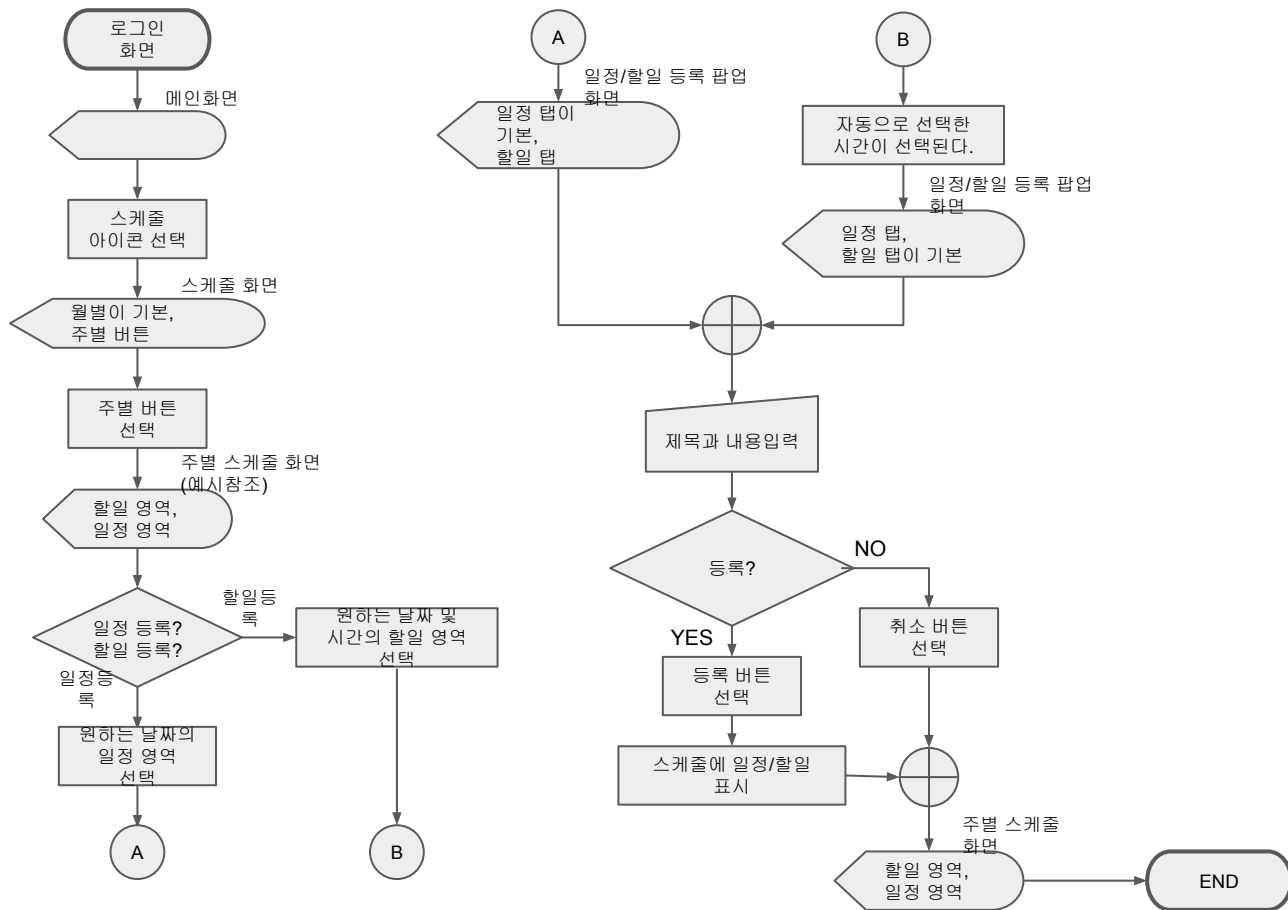 로그인
화면
메인화면
스케줄
아이콘 선택
스케줄 화면
월별이 기본,
주별 버튼
주별 버튼
선택
주별 스케줄 화면
(예시참조)
할일 영역,
일정 영역
일정 등록?
할일 등록?
할일등
록
원하는 날짜 및
시간의 할일 영역
선택
일정등
록
원하는 날짜의
일정 영역
선택
A
B
A
일정/할일 등록 팝업
화면
일정 탭이
기본,
할일 탭
B
자동으로 선택한
시간이 선택된다.
일정/할일 등록 팝업
화면
일정 탭,
할일 탭이 기본
제목과 내용입력
등록?
NO
YES
취소 버튼
선택
등록 버튼
선택
스케줄에 일정/할일
표시
주별 스케줄
화면
할일 영역,
일정 영역
END